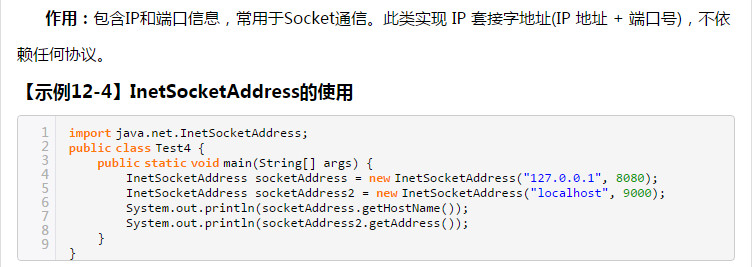 作用：包含IP和端口信息，常用于Socket通信。此类实现 IP 套接字地址(IP 地址 + 端口号)，不依
赖任何协议。
【示例12-4】InetSocketAddress的使用
1 import java.net.InetSocketAddress;
2 public class Test4 {
3     public static void main(String[] args) {
4         InetSocketAddress socketAddress = new InetSocketAddress("127.0.0.1", 8080);
5         InetSocketAddress socketAddress2 = new InetSocketAddress("localhost", 9000);
6         System.out.println(socketAddress.getHostName());
7         System.out.println(socketAddress2.getAddress());
8     }
9 }